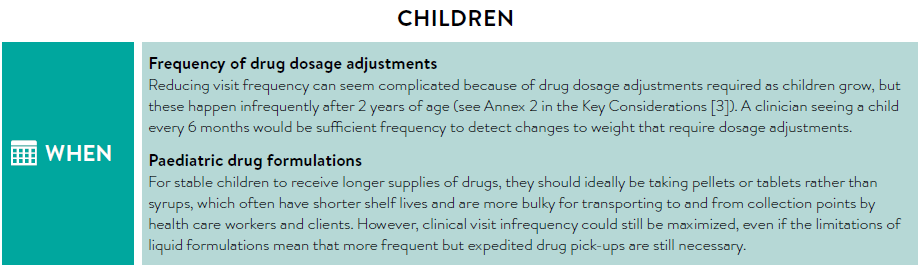 CHILDREN
WHEN
Frequency of drug dosage adjustments
Reducing visit frequency can seem complicated because of drug dosage adjustments required as children grow, but
these happen infrequently after 2 years of age (see Annex 2 in the Key Considerations [3]). A clinician seeing a child
every 6 months would be sufficient frequency to detect changes to weight that require dosage adjustments.
Paediatric drug formulations
For stable children to receive longer supplies of drugs, they should ideally be taking pellets or tablets rather than
syrups, which often have shorter shelf lives and are more bulky for transporting to and from collection points by
health care workers and clients. However, clinical visit infrequency could still be maximized, even if the limitations of
liquid formulations mean that more frequent but expedited drug pick-ups are still necessary.